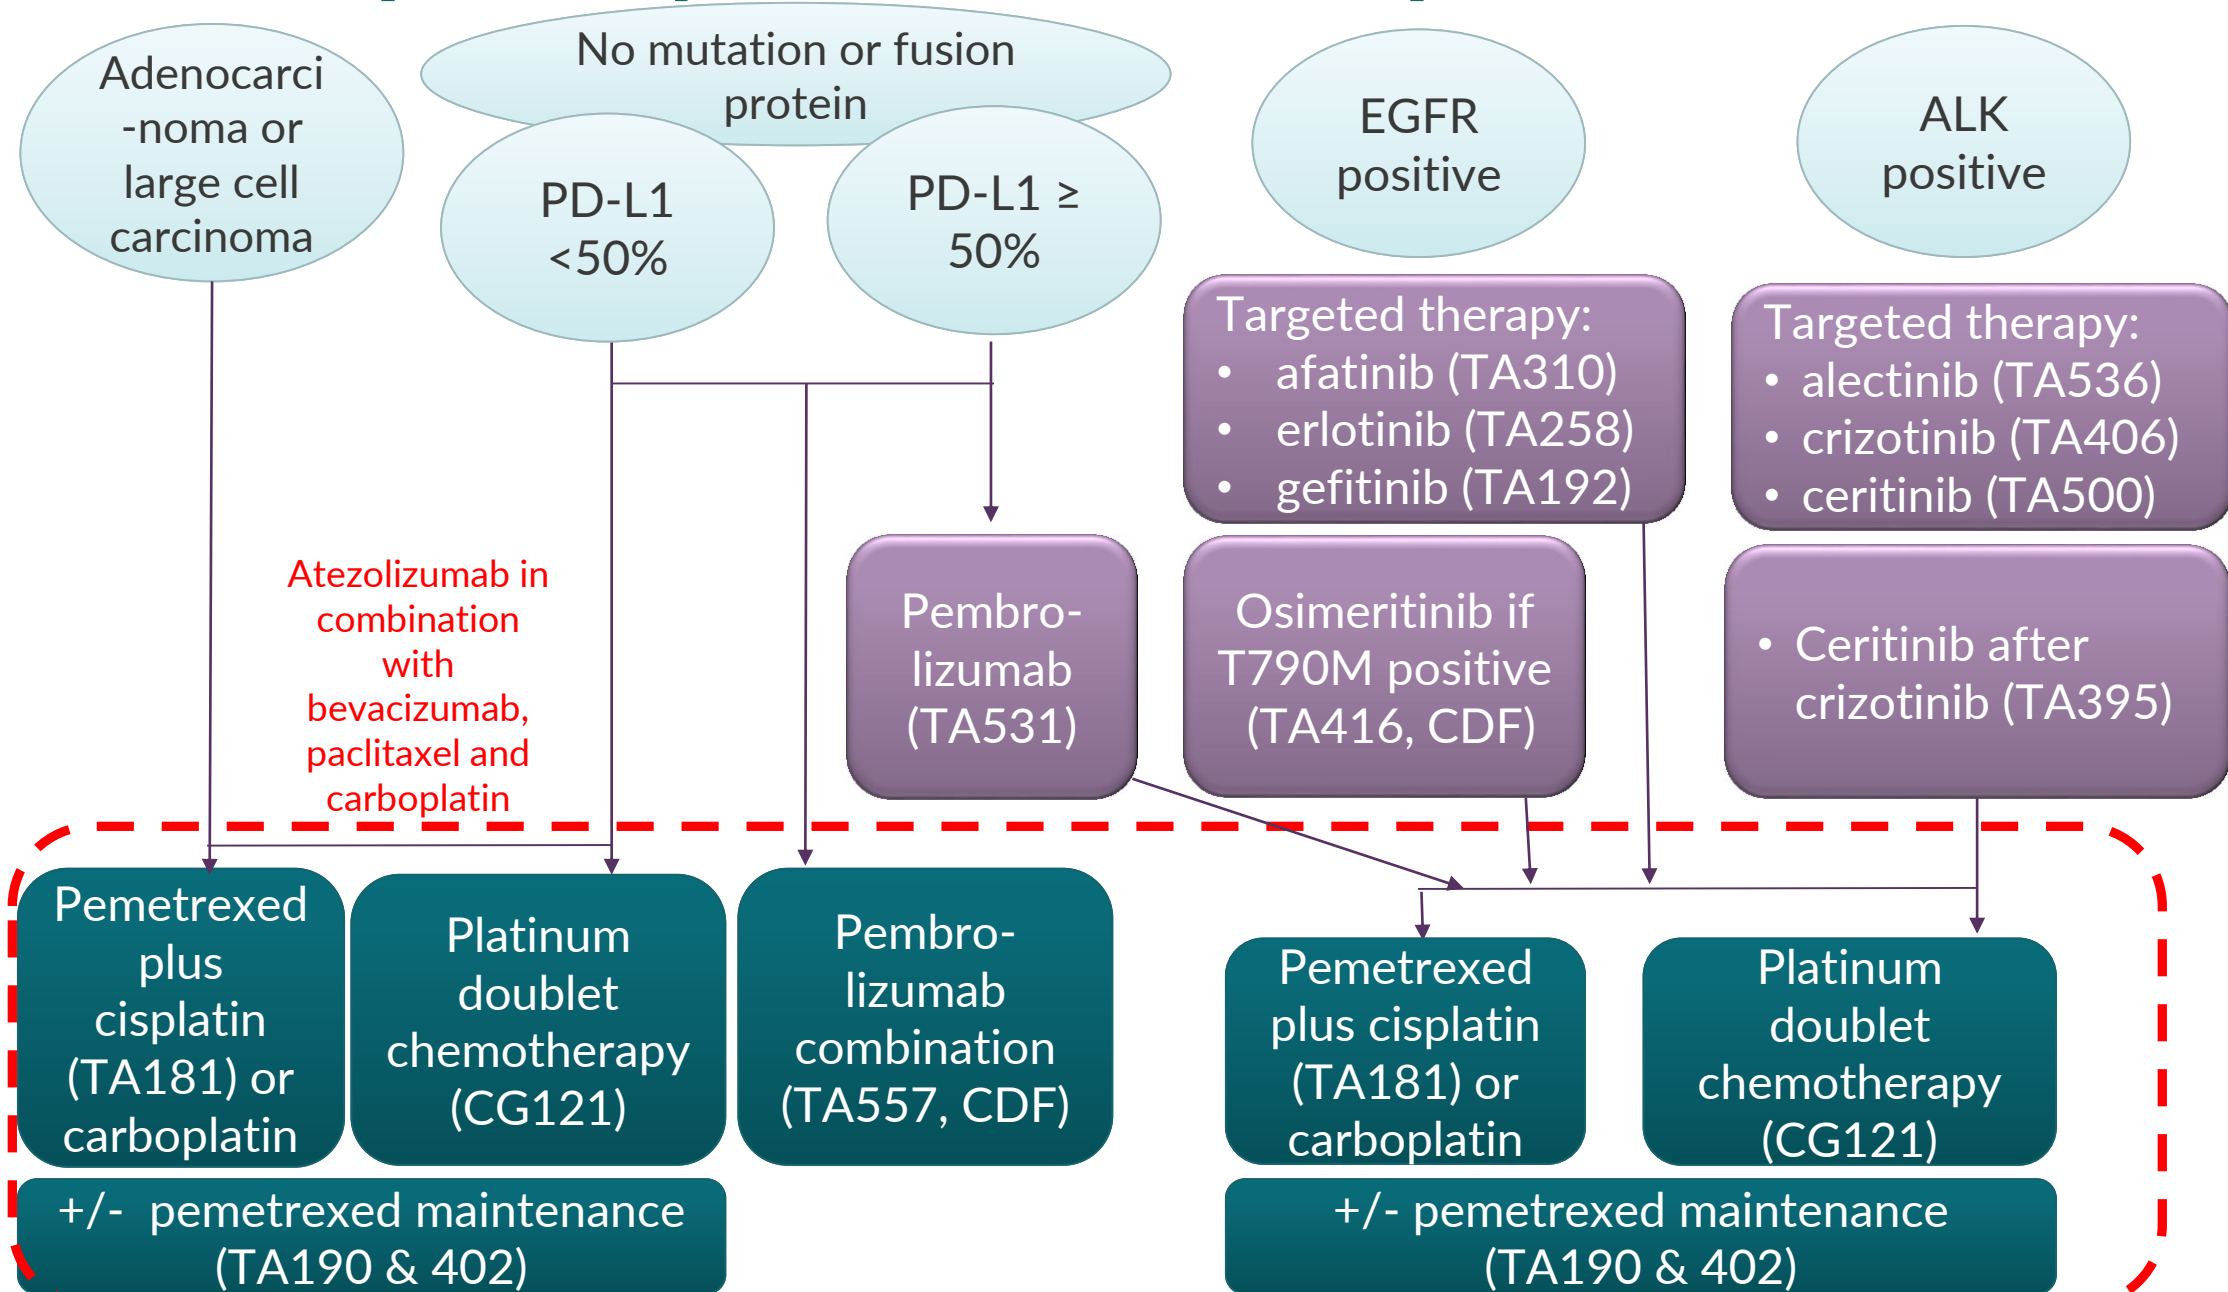 Adenocarci
-noma or
large cell
carcinoma
No mutation or fusion
protein
PD-L1
<50%
PD-L1 ≥
50%
EGFR
positive
ALK
positive
Targeted therapy:
• afatinib (TA310)
• erlotinib (TA258)
• gefitinib (TA192)
Targeted therapy:
• alectinib (TA536)
• crizotinib (TA406)
• ceritinib (TA500)
Atezolizumab in
combination
with
bevacizumab,
paclitaxel and
carboplatin
Pembro-
lizumab
(TA531)
Osimeritinib if
T790M positive
(TA416, CDF)
• Ceritinib after
crizotinib (TA395)
Pemetrexed
plus
cisplatin
(TA181) or
carboplatin
Platinum
doublet
chemotherapy
(CG121)
Pembro-
lizumab
combination
(TA557, CDF)
Pemetrexed
plus cisplatin
(TA181) or
carboplatin
Platinum
doublet
chemotherapy
(CG121)
+/- pemetrexed maintenance
(TA190 & 402)
+/- pemetrexed maintenance
(TA190 & 402)